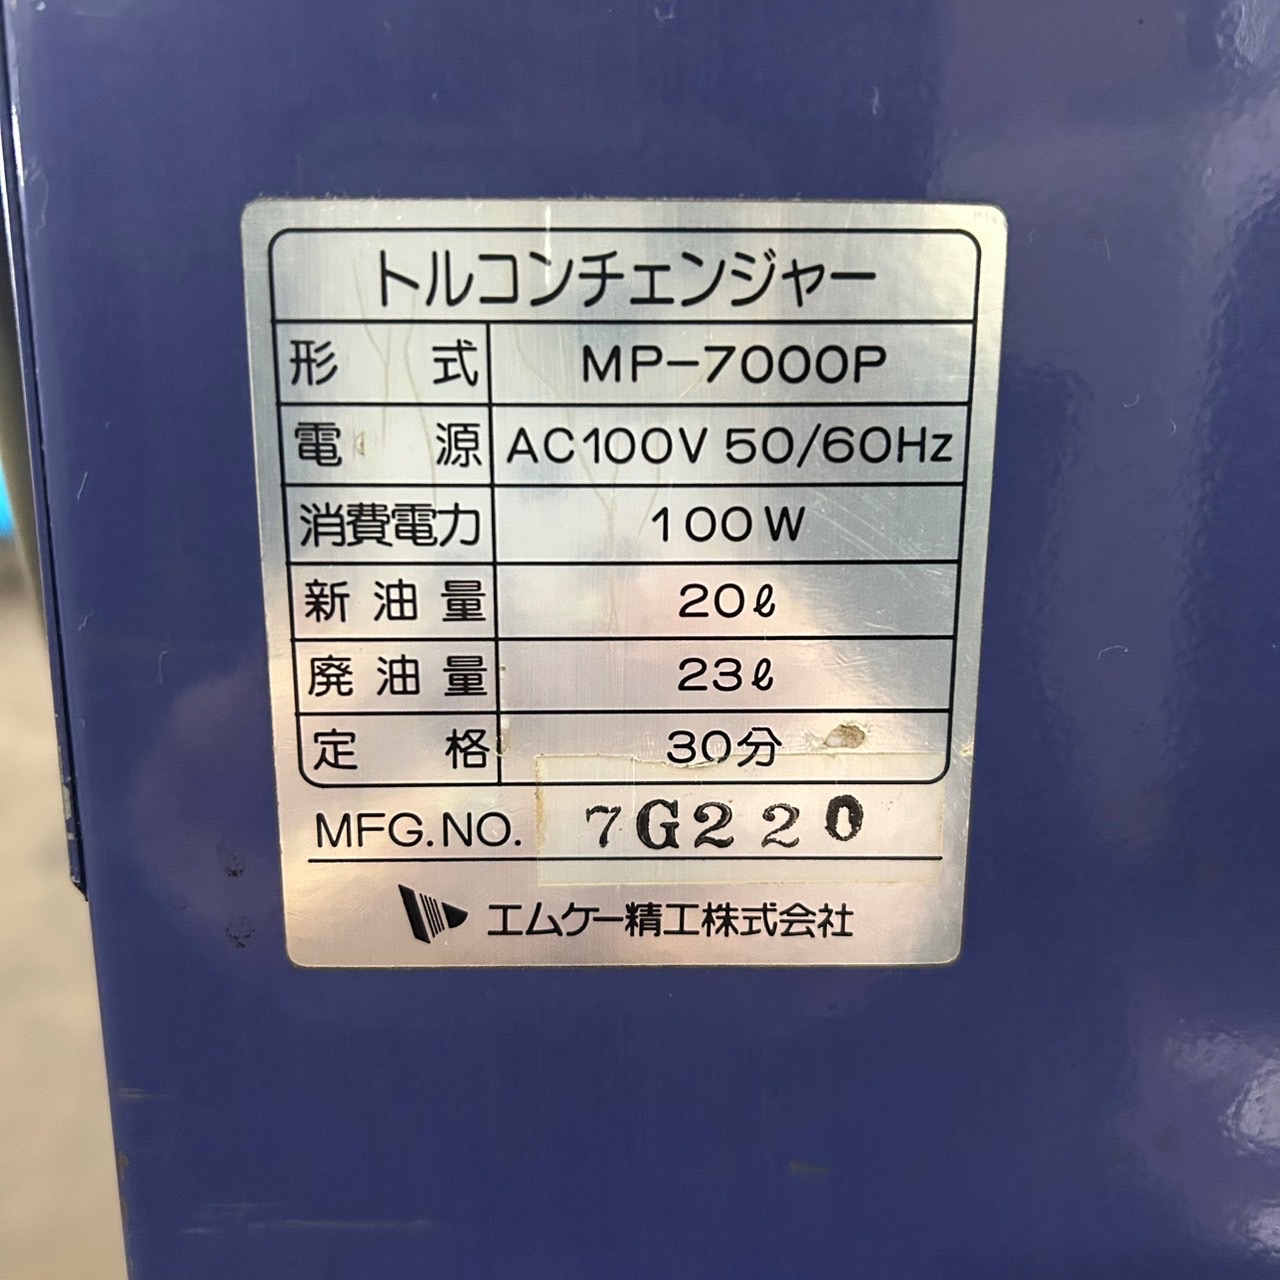 トルコンチェンジャー
形式 MP-7000P
電源 AC100V 50/60Hz
消費電力 100W
新油量 20ℓ
廃油量 23ℓ
定格 30分
MFG.NO. 7G220
エムケー精工株式会社